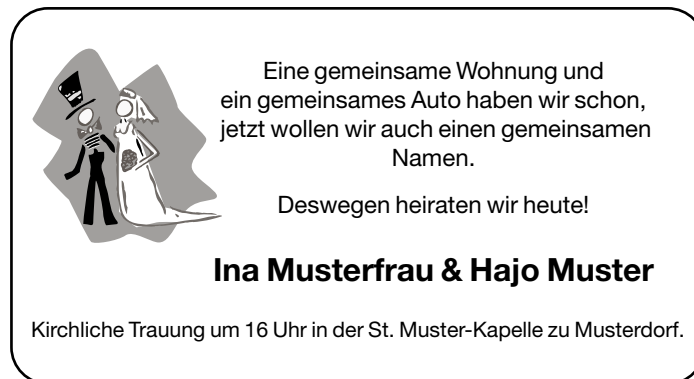 Eine gemeinsame Wohnung und
ein gemeinsames Auto haben wir schon,
jetzt wollen wir auch einen gemeinsamen
Namen.
Deswegen heiraten wir heute!
Ina Musterfrau & Hajo Muster
Kirchliche Trauung um 16 Uhr in der St. Muster-Kapelle zu Musterdorf.